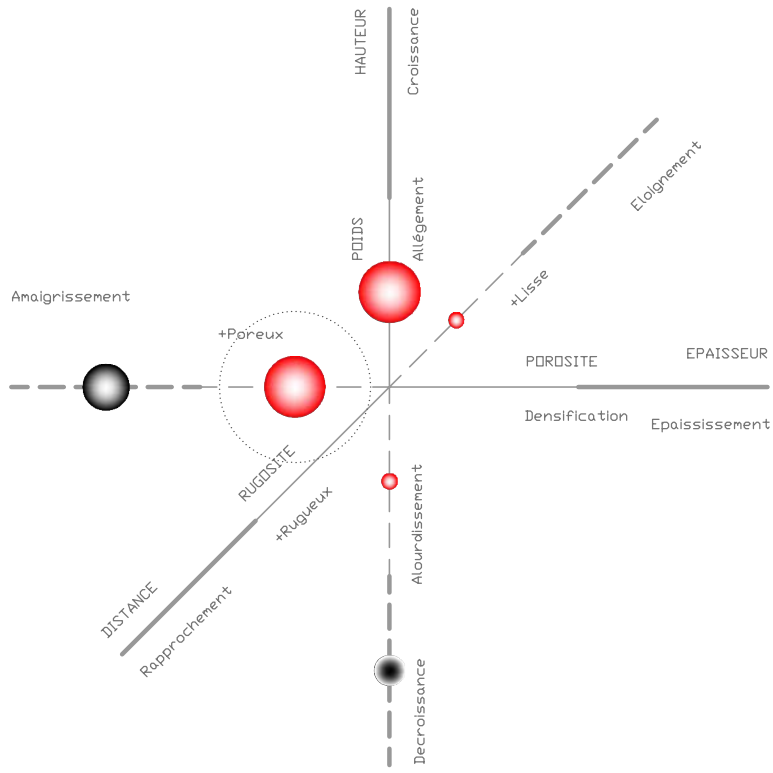 HAUTEUR
Croissance
Eloignement
POIDS
Allégement
+Lisse
Amaigrissement
+Poreux
POROSITE
EPAISSEUR
Densification
Epaississement
RUGOSITE
+Rugueux
Alourdissement
DISTANCE
Rapprochement
Decroissance